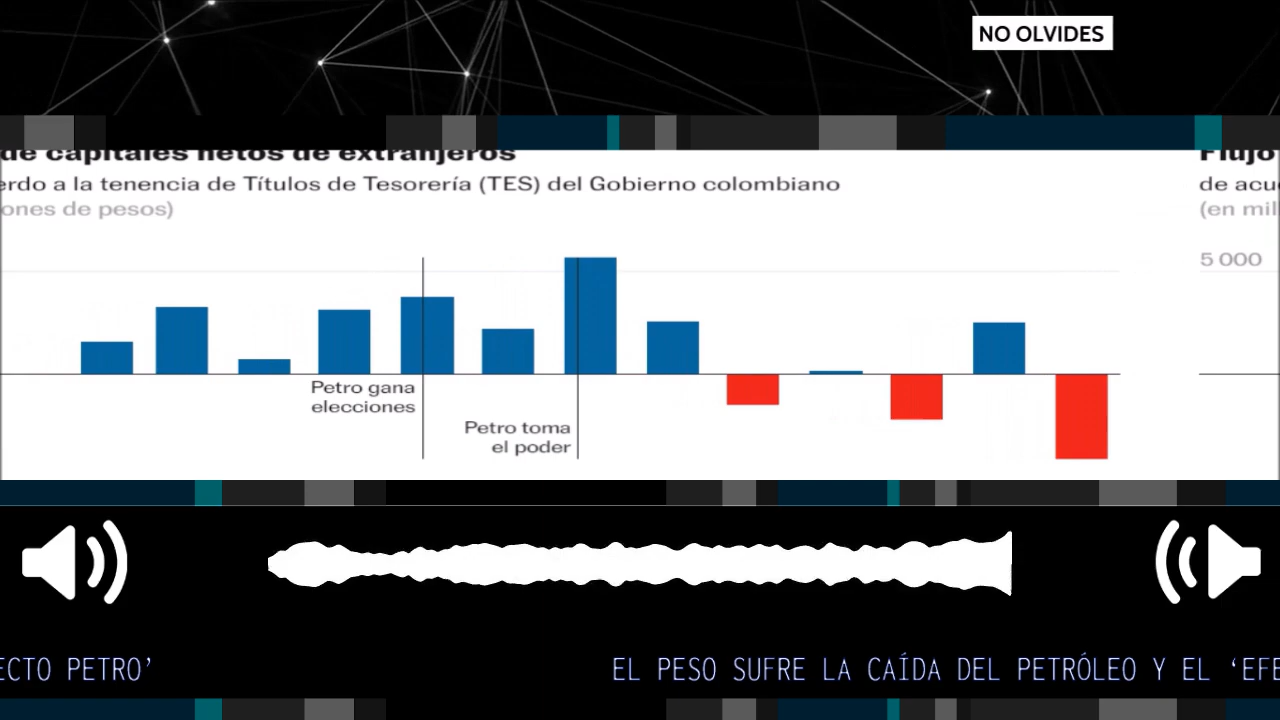 NO OLVIDES
de capitales netos de extranjeros
erdo a la tenencia de Títulos de Tesorería (TES) del Gobierno colombiano
ones de pesos)
Flujo
de acue
(en mil
5 000
Petro gana
elecciones
Petro toma
el poder
ECTO PETRO’
EL PESO SUFRE LA CAÍDA DEL PETRÓLEO Y EL ‘EFE